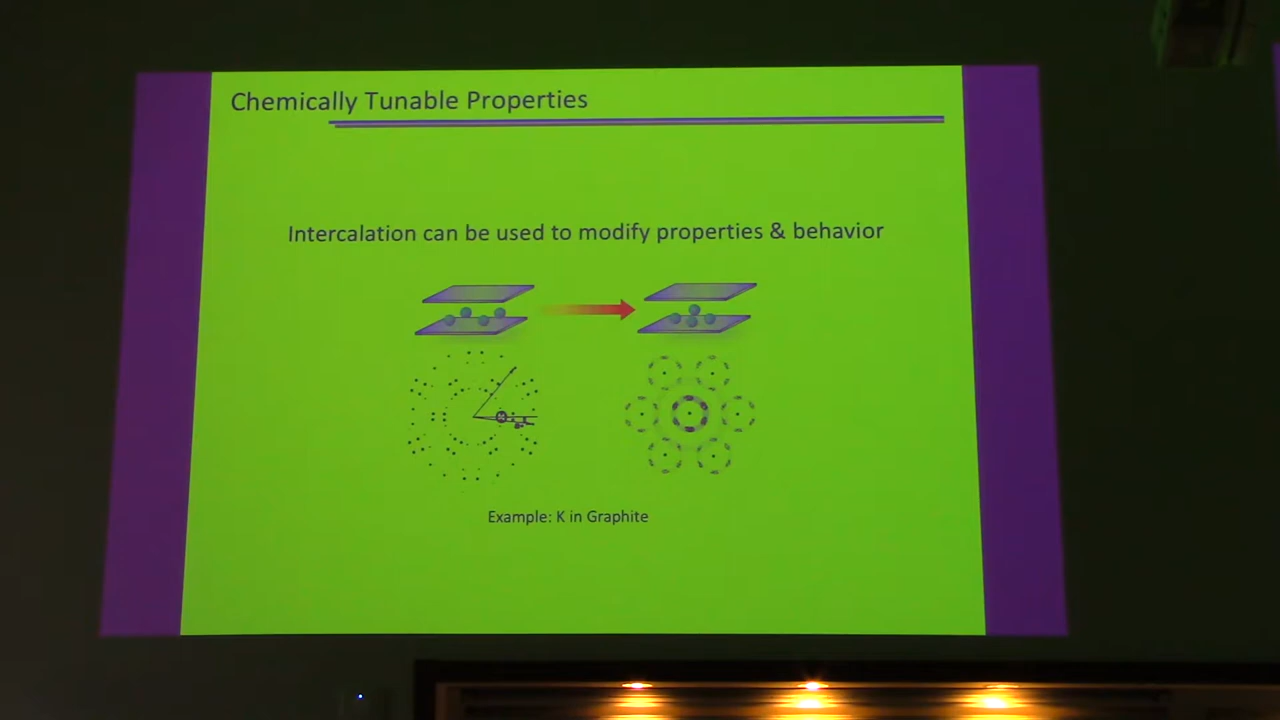 Chemically Tunable Properties
Intercalation can be used to modify properties & behavior
Example: K in Graphite